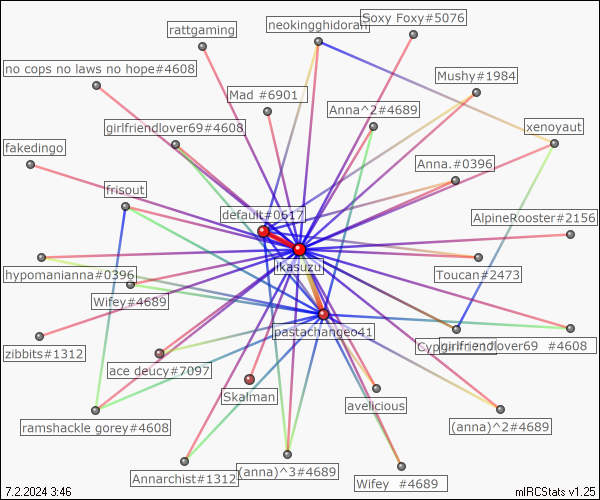 Soxy Foxy#5076
rattgaming
neokingghidorah
no cops no laws no hope#4608
Mushy#1984
Mad #6901
Anna^2#4689
girlfriendlover69#4608
xenoyaut
fakedingo
Anna.#0396
frisout
default#0617
AlpineRooster#2156
ikasuzu
hypomanianna#0396
Toucan#2473
Wifey#4689
pastachangeo41
girlfriendlover69 #4608
zibbits#1312
ace deucy#7097
Skalman
avelicious
ramshackle gorey#4608
(anna)^2#4689
Annarchist#1312
(anna)^3#4689
Wifey #4689
7.2.2024 3:46
mIRCStats v1.25